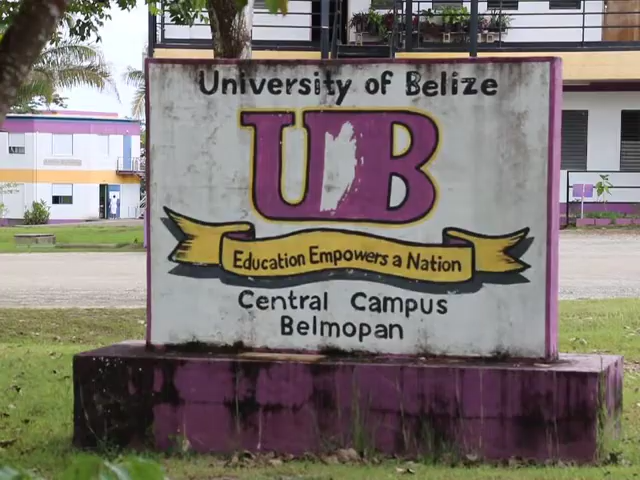 University of Belize
UB
Education Empowers a Nation
Central Campus
Belmopan